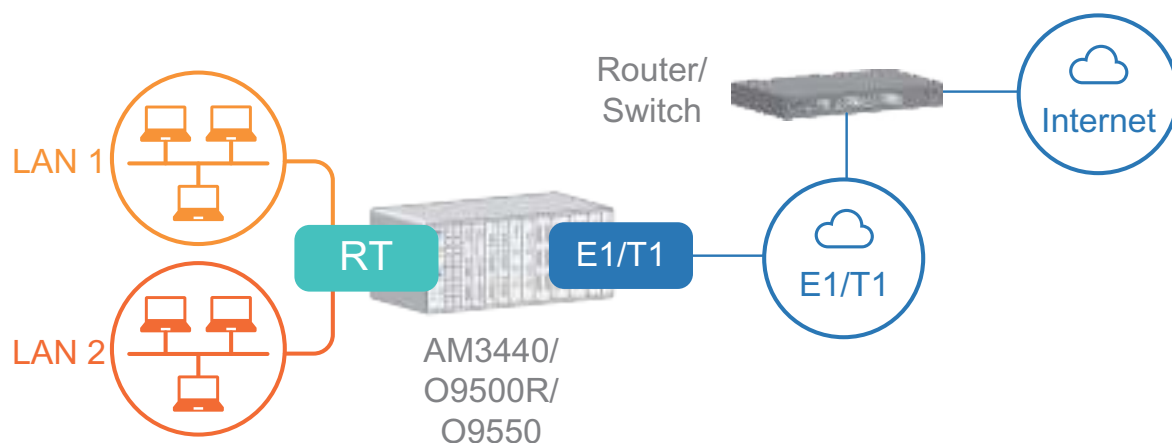 Router/
Switch
Internet
LAN 1
RT
E1/T1
E1/T1
LAN 2
AM3440/
O9500R/
O9550